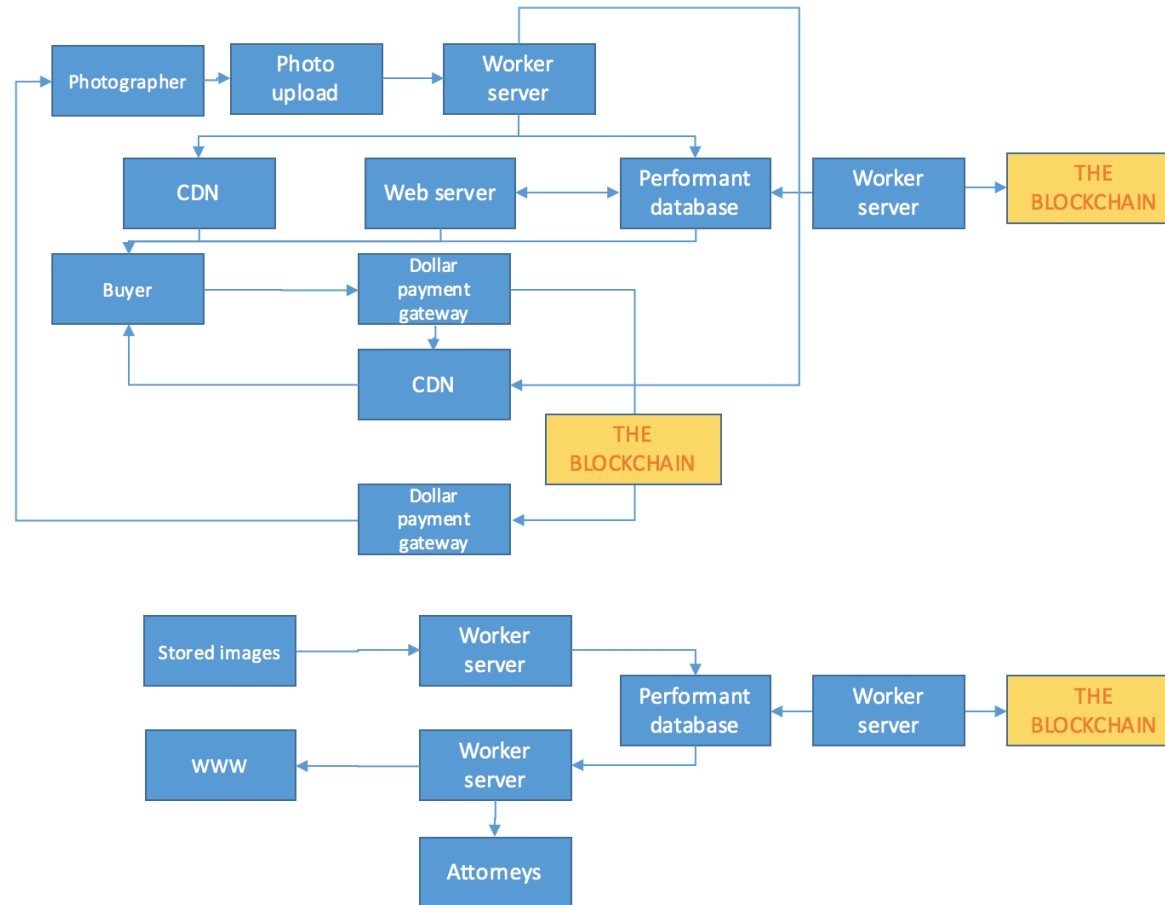 Photographer
Photo
upload
Worker
server
CDN
Web server
Performant
database
Worker
server
THE
BLOCKCHAIN
Buyer
Dollar
payment
gateway
CDN
THE
BLOCKCHAIN
Dollar
payment
gateway
Stored images
Worker
server
Performant
database
Worker
server
THE
BLOCKCHAIN
WWW
Worker
server
Attorneys